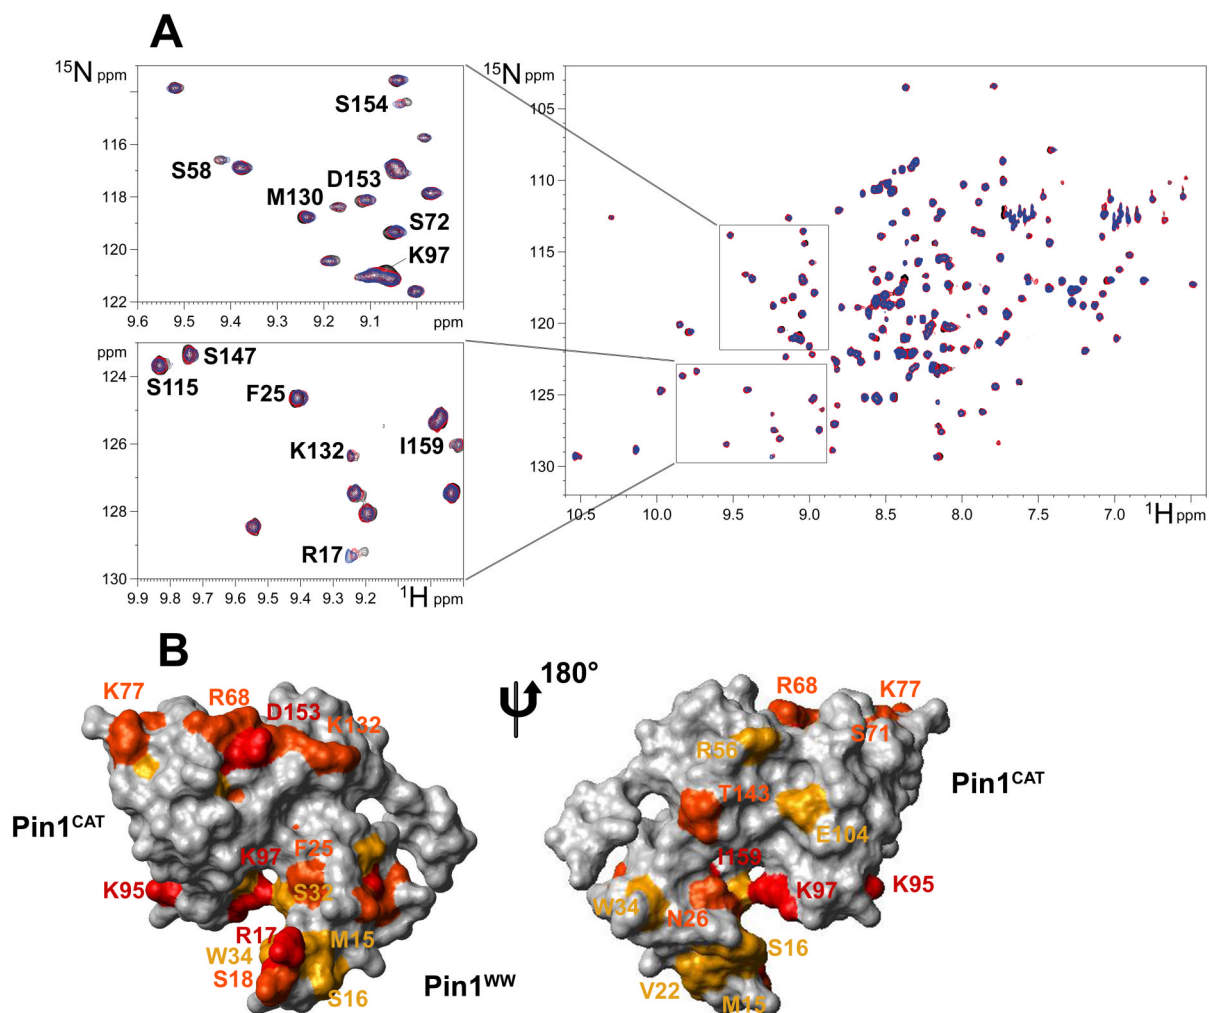 A
15N ppm
S154
116
S58
D153
118
M130
S72
120
K97
122
9.6 9.5 9.4 9.3 9.2 9.1 ppm
ppm
S147
124
S115
F25
126
K132
I159
128
R17
130
1H ppm
9.9 9.8 9.7 9.6 9.5 9.4 9.3 9.2
15N ppm
105
110
115
120
125
130
10.5 10.0 9.5 9.0 8.5 8.0 7.5 7.0
1H ppm
B
K77
R68
D153
K132
Pin1CAT
F25
K97
K95
S32
R17
M15
W34
S18
S16
Pin1WW
180°
R68
K77
S71
R56
T143
Pin1CAT
E104
I159
K97
K95
W34
N26
S16
V22
M15